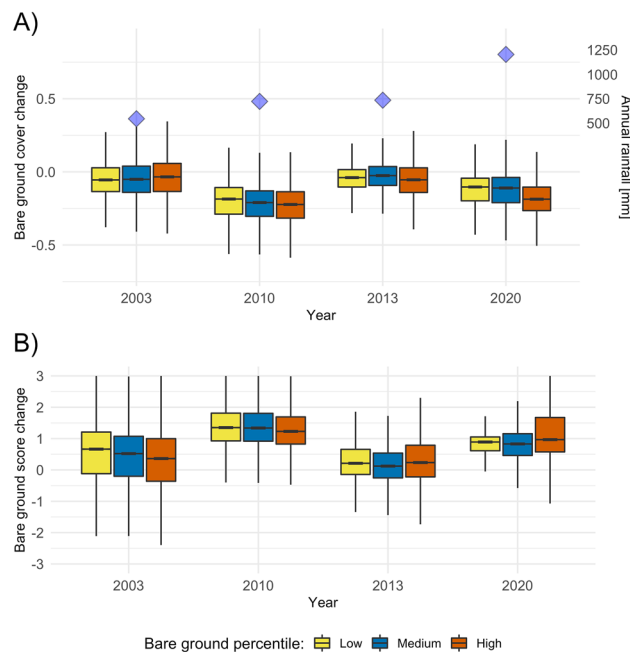 A)
Bare ground cover change
0.5
0.0
-0.5
1250
1000
750
500
Annual rainfall [mm]
2003 2010 2013 2020
Year
B)
Bare ground score change
3
2
1
0
-1
-2
-3
2003 2010 2013 2020
Year
Bare ground percentile: Low Medium High